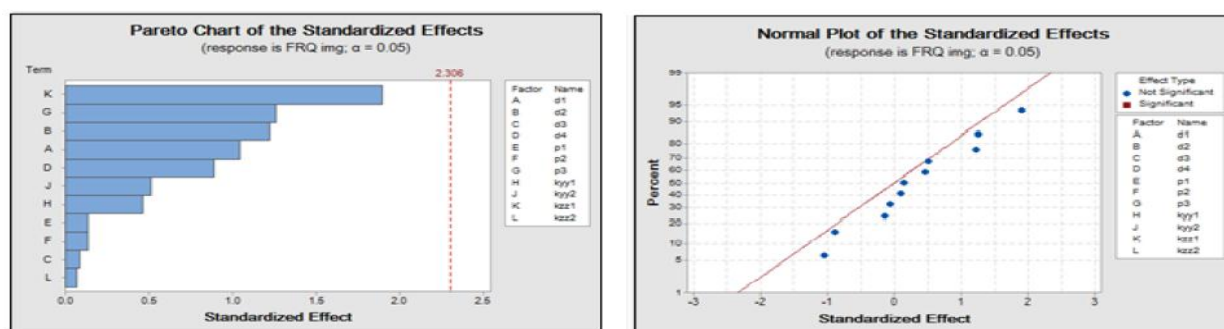 Pareto Chart of the Standardized Effects
(response is FRQ img; α = 0.05)
Term
2.306
K
G
B
A
D
J
H
E
F
C
L
0.0 0.5 1.0 1.5 2.0 2.5
Standardized Effect
Factor Name
A d1
B d2
C d3
D d4
E p1
F p2
G p3
H kyy1
J kyy2
K kzz1
L kzz2
Normal Plot of the Standardized Effects
(response is FRQ img; α = 0.05)
99
95
90
80
70
60
50
40
30
20
10
5
1
Percent
-3 -2 -1 0 1 2 3
Standardized Effect
Effect Type
Not Significant
Significant
Factor Name
A d1
B d2
C d3
D d4
E p1
F p2
G p3
H kyy1
J kyy2
K kzz1
L kzz2